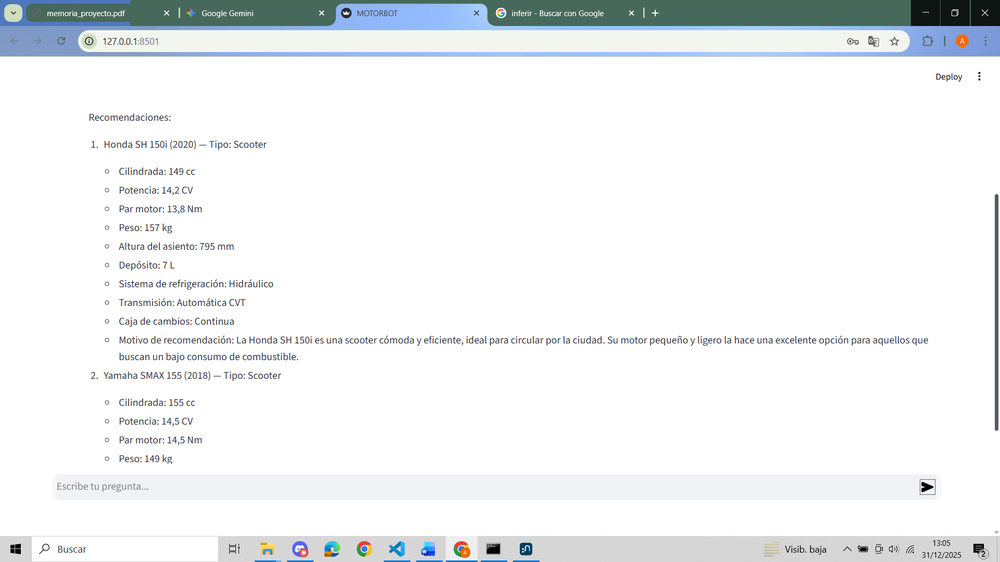 memoria_proyecto.pdf
Google Gemini
MOTORBOT
inferir - Buscar con Google
127.0.0.1:8501
A
Deploy
Recomendaciones:
1. Honda SH 150i (2020) — Tipo: Scooter
Cilindrada: 149 cc
Potencia: 14,2 CV
Par motor: 13,8 Nm
Peso: 157 kg
Altura del asiento: 795 mm
Depósito: 7 L
Sistema de refrigeración: Hidráulico
Transmisión: Automática CVT
Caja de cambios: Continua
Motivo de recomendación: La Honda SH 150i es una scooter cómoda y eficiente, ideal para circular por la ciudad. Su motor pequeño y ligero la hace una excelente opción para aquellos que
buscan un bajo consumo de combustible.
2. Yamaha SMAX 155 (2018) — Tipo: Scooter
Cilindrada: 155 cc
Potencia: 14,5 CV
Par motor: 14,5 Nm
Peso: 149 kg
Escribe tu pregunta...
Buscar
Visib. baja
13:05
31/12/2025
2